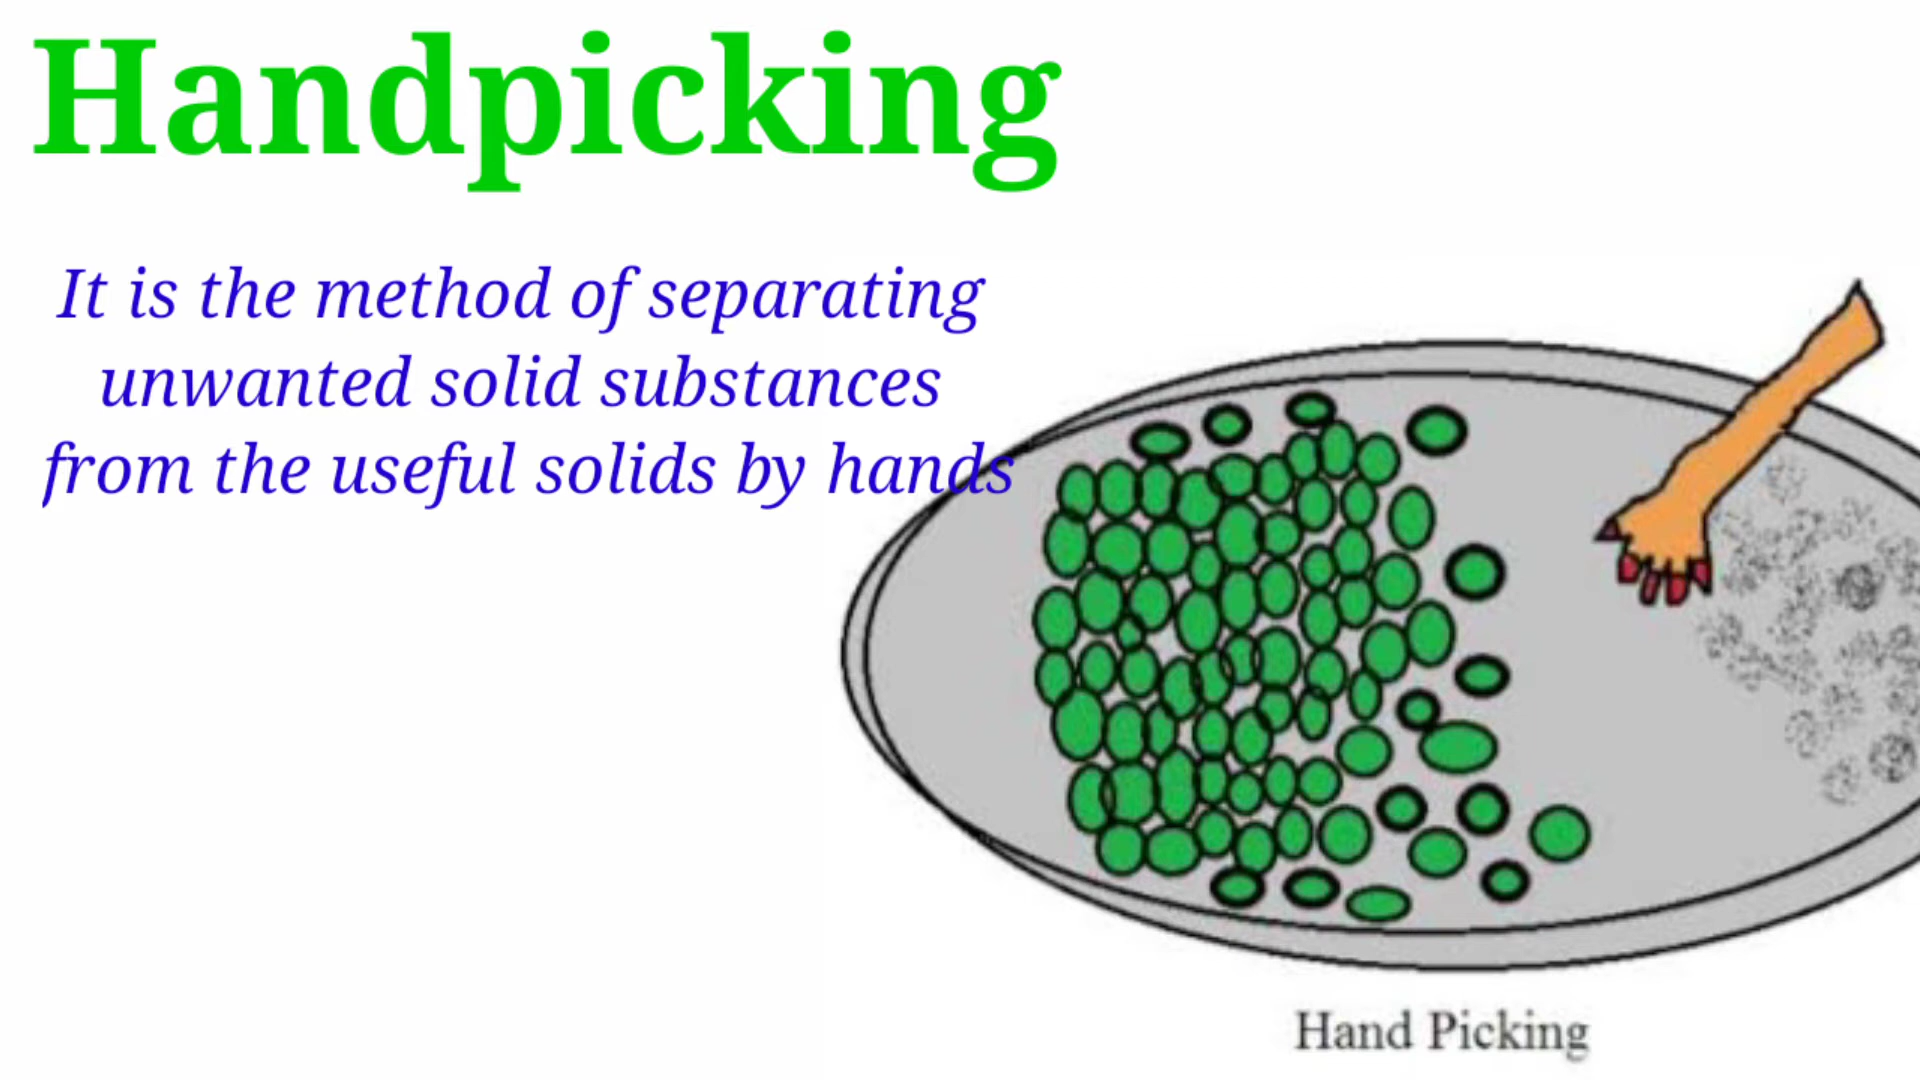 Handpicking
It is the method of separating
unwanted solid substances
from the useful solids by hands
Hand Picking